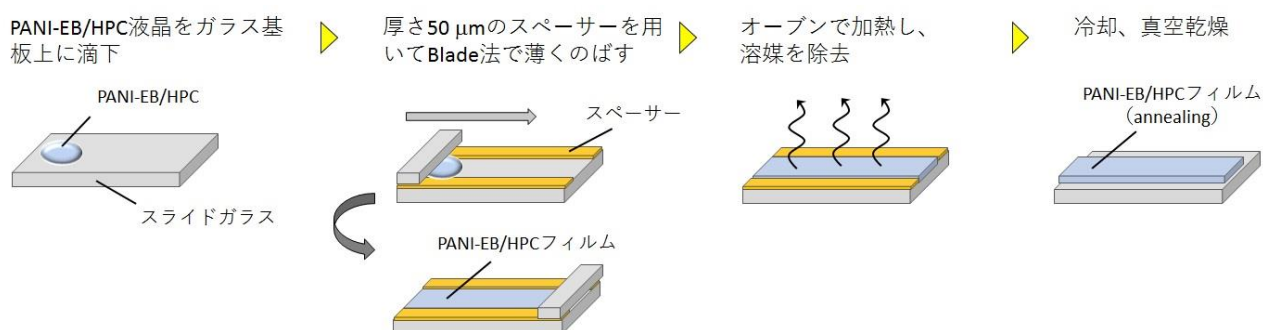 PANI-EB/HPC液晶をガラス基
板上に滴下
PANI-EB/HPC
スライドガラス
厚さ50 μmのスペーサーを用
いてBlade法で薄くのばす
スペーサー
PANI-EB/HPCフィルム
オーブンで加熱し、
溶媒を除去
冷却、真空乾燥
PANI-EB/HPCフィルム
（annealing）